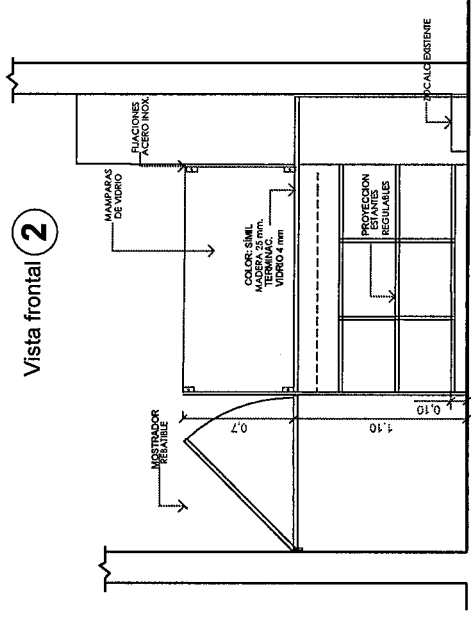 Vista frontal 2
MAMPARAS
DE VIDRIO
FIJACIONES
ACERO INOX.
ZOCALO EXISTENTE
COLOR: SÍMIL
MADERA 25 mm.
TERMINAC.
VIDRIO 4 mm
PROYECCION
ESTANTES
REGULABLES
MOSTRADOR
REBATIBLE
0,7
1,10
0,10